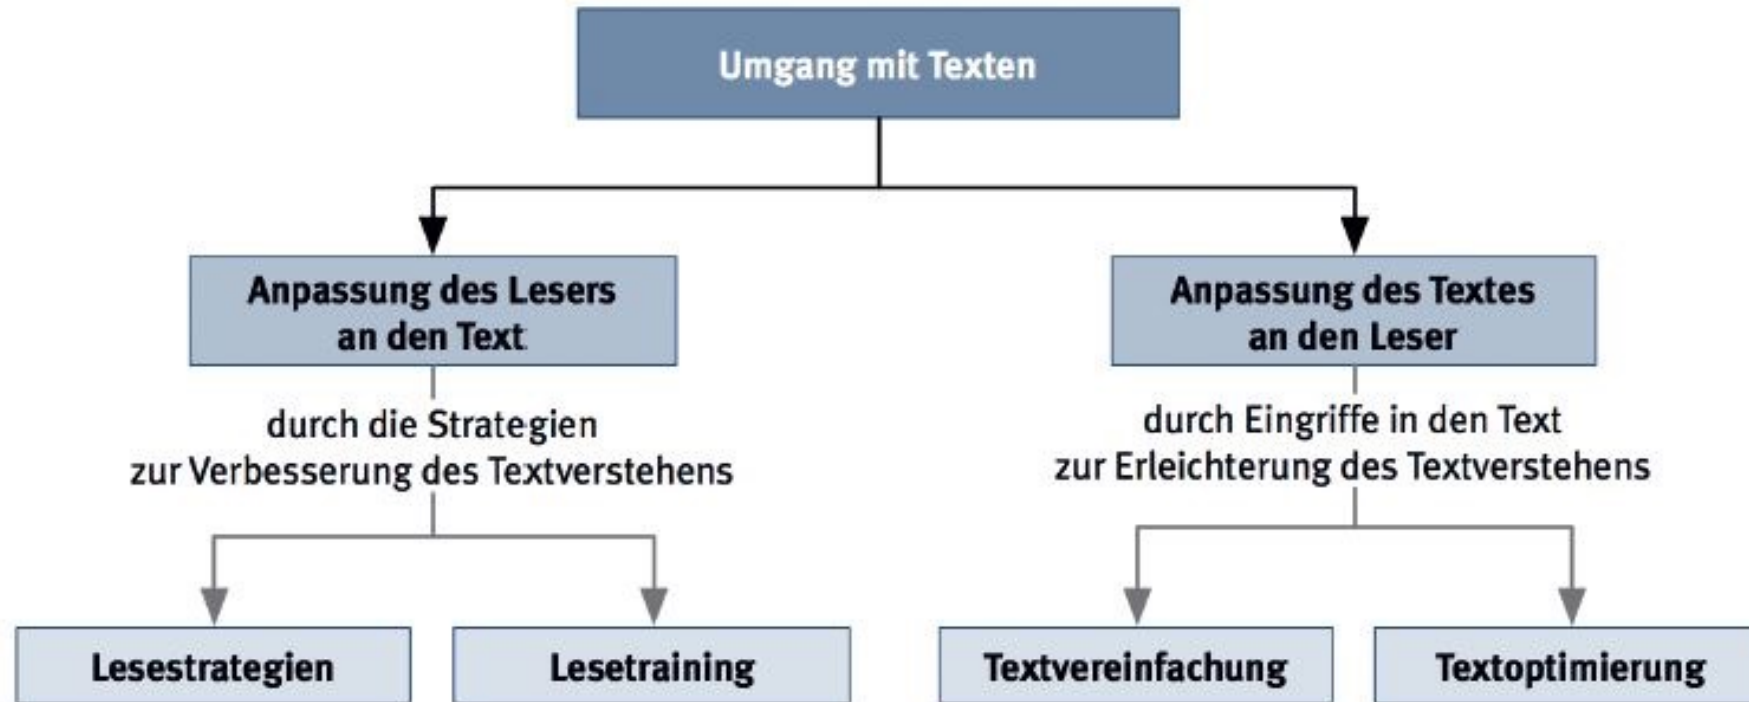 Umgang mit Texten
Anpassung des Lesers
an den Text
Anpassung des Textes
an den Leser
durch die Strategien
zur Verbesserung des Textverstehens
durch Eingriffe in den Text
zur Erleichterung des Textverstehens
Lesestrategien
Lesetraining
Textvereinfachung
Textoptimierung